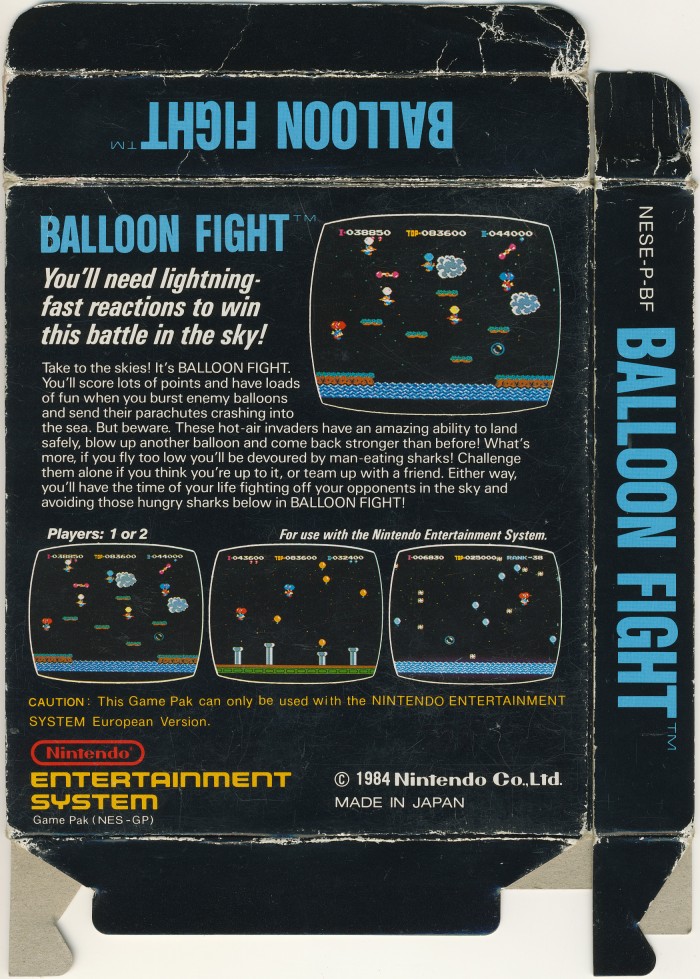 BALLOON FIGHT™
BALLOON FIGHT™
You'll need lightning-
fast reactions to win
this battle in the sky!
Take to the skies! It's BALLOON FIGHT.
You'll score lots of points and have loads
of fun when you burst enemy balloons
and send their parachutes crashing into
the sea. But beware. These hot-air invaders have an amazing ability to land
safely, blow up another balloon and come back stronger than before! What's
more, if you fly too low you'll be devoured by man-eating sharks! Challenge
them alone if you think you're up to it, or team up with a friend. Either way,
you'll have the time of your life fighting off your opponents in the sky and
avoiding those hungry sharks below in BALLOON FIGHT!
I-038850 TOP-083600 II-044000
Players: 1 or 2
For use with the Nintendo Entertainment System.
I-038850 TOP-083600 II-044000
I-043600 TOP-083600 II-032400
I-006830 TOP-025000 RANK-38
CAUTION: This Game Pak can only be used with the NINTENDO ENTERTAINMENT
SYSTEM European Version.
Nintendo®
ENTERTAINMENT
SYSTEM
Game Pak (NES-GP)
© 1984 Nintendo Co.,Ltd.
MADE IN JAPAN
NESE-P-BF
BALLOON FIGHT™